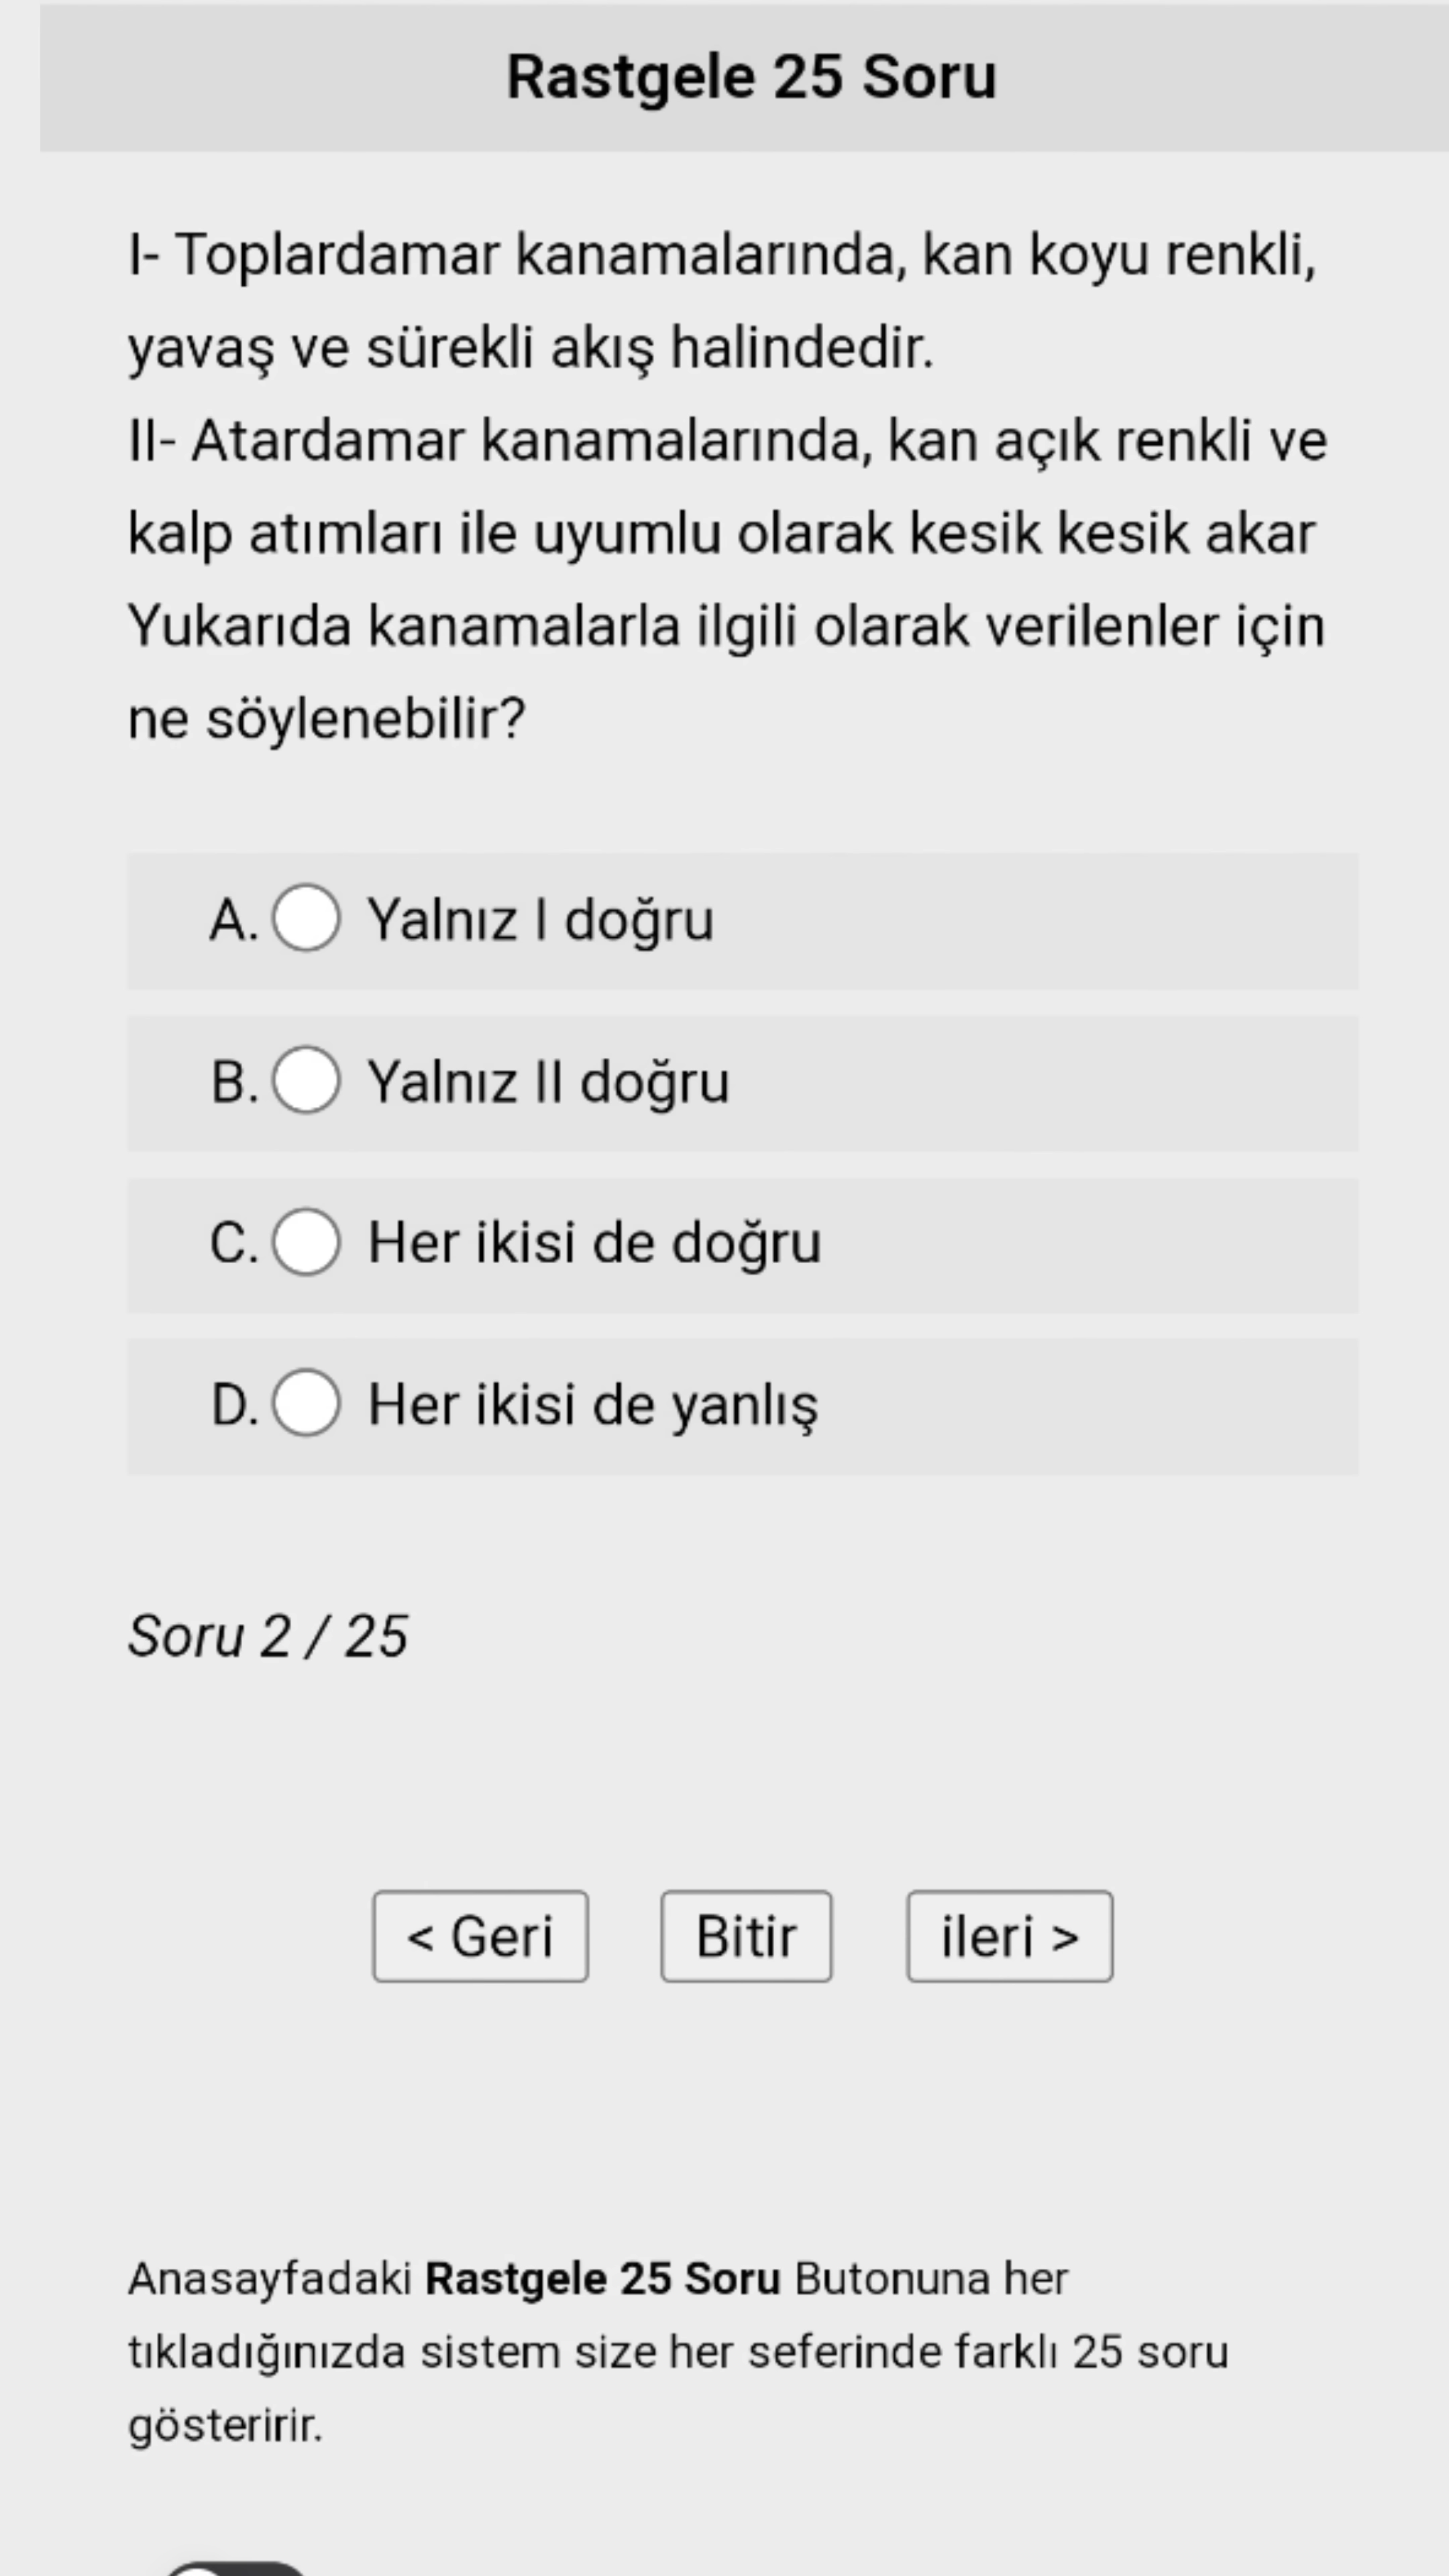 Rastgele 25 Soru
I- Toplardamar kanamalarında, kan koyu renkli,
yavaş ve sürekli akış halindedir.
II- Atardamar kanamalarında, kan açık renkli ve
kalp atımları ile uyumlu olarak kesik kesik akar
Yukarıda kanamalarla ilgili olarak verilenler için
ne söylenebilir?
A. Yalnız I doğru
B. Yalnız II doğru
C. Her ikisi de doğru
D. Her ikisi de yanlış
Soru 2 / 25
< Geri Bitir ileri >
Anasayfadaki Rastgele 25 Soru Butonuna her
tıkladığınızda sistem size her seferinde farklı 25 soru
gösteririr.